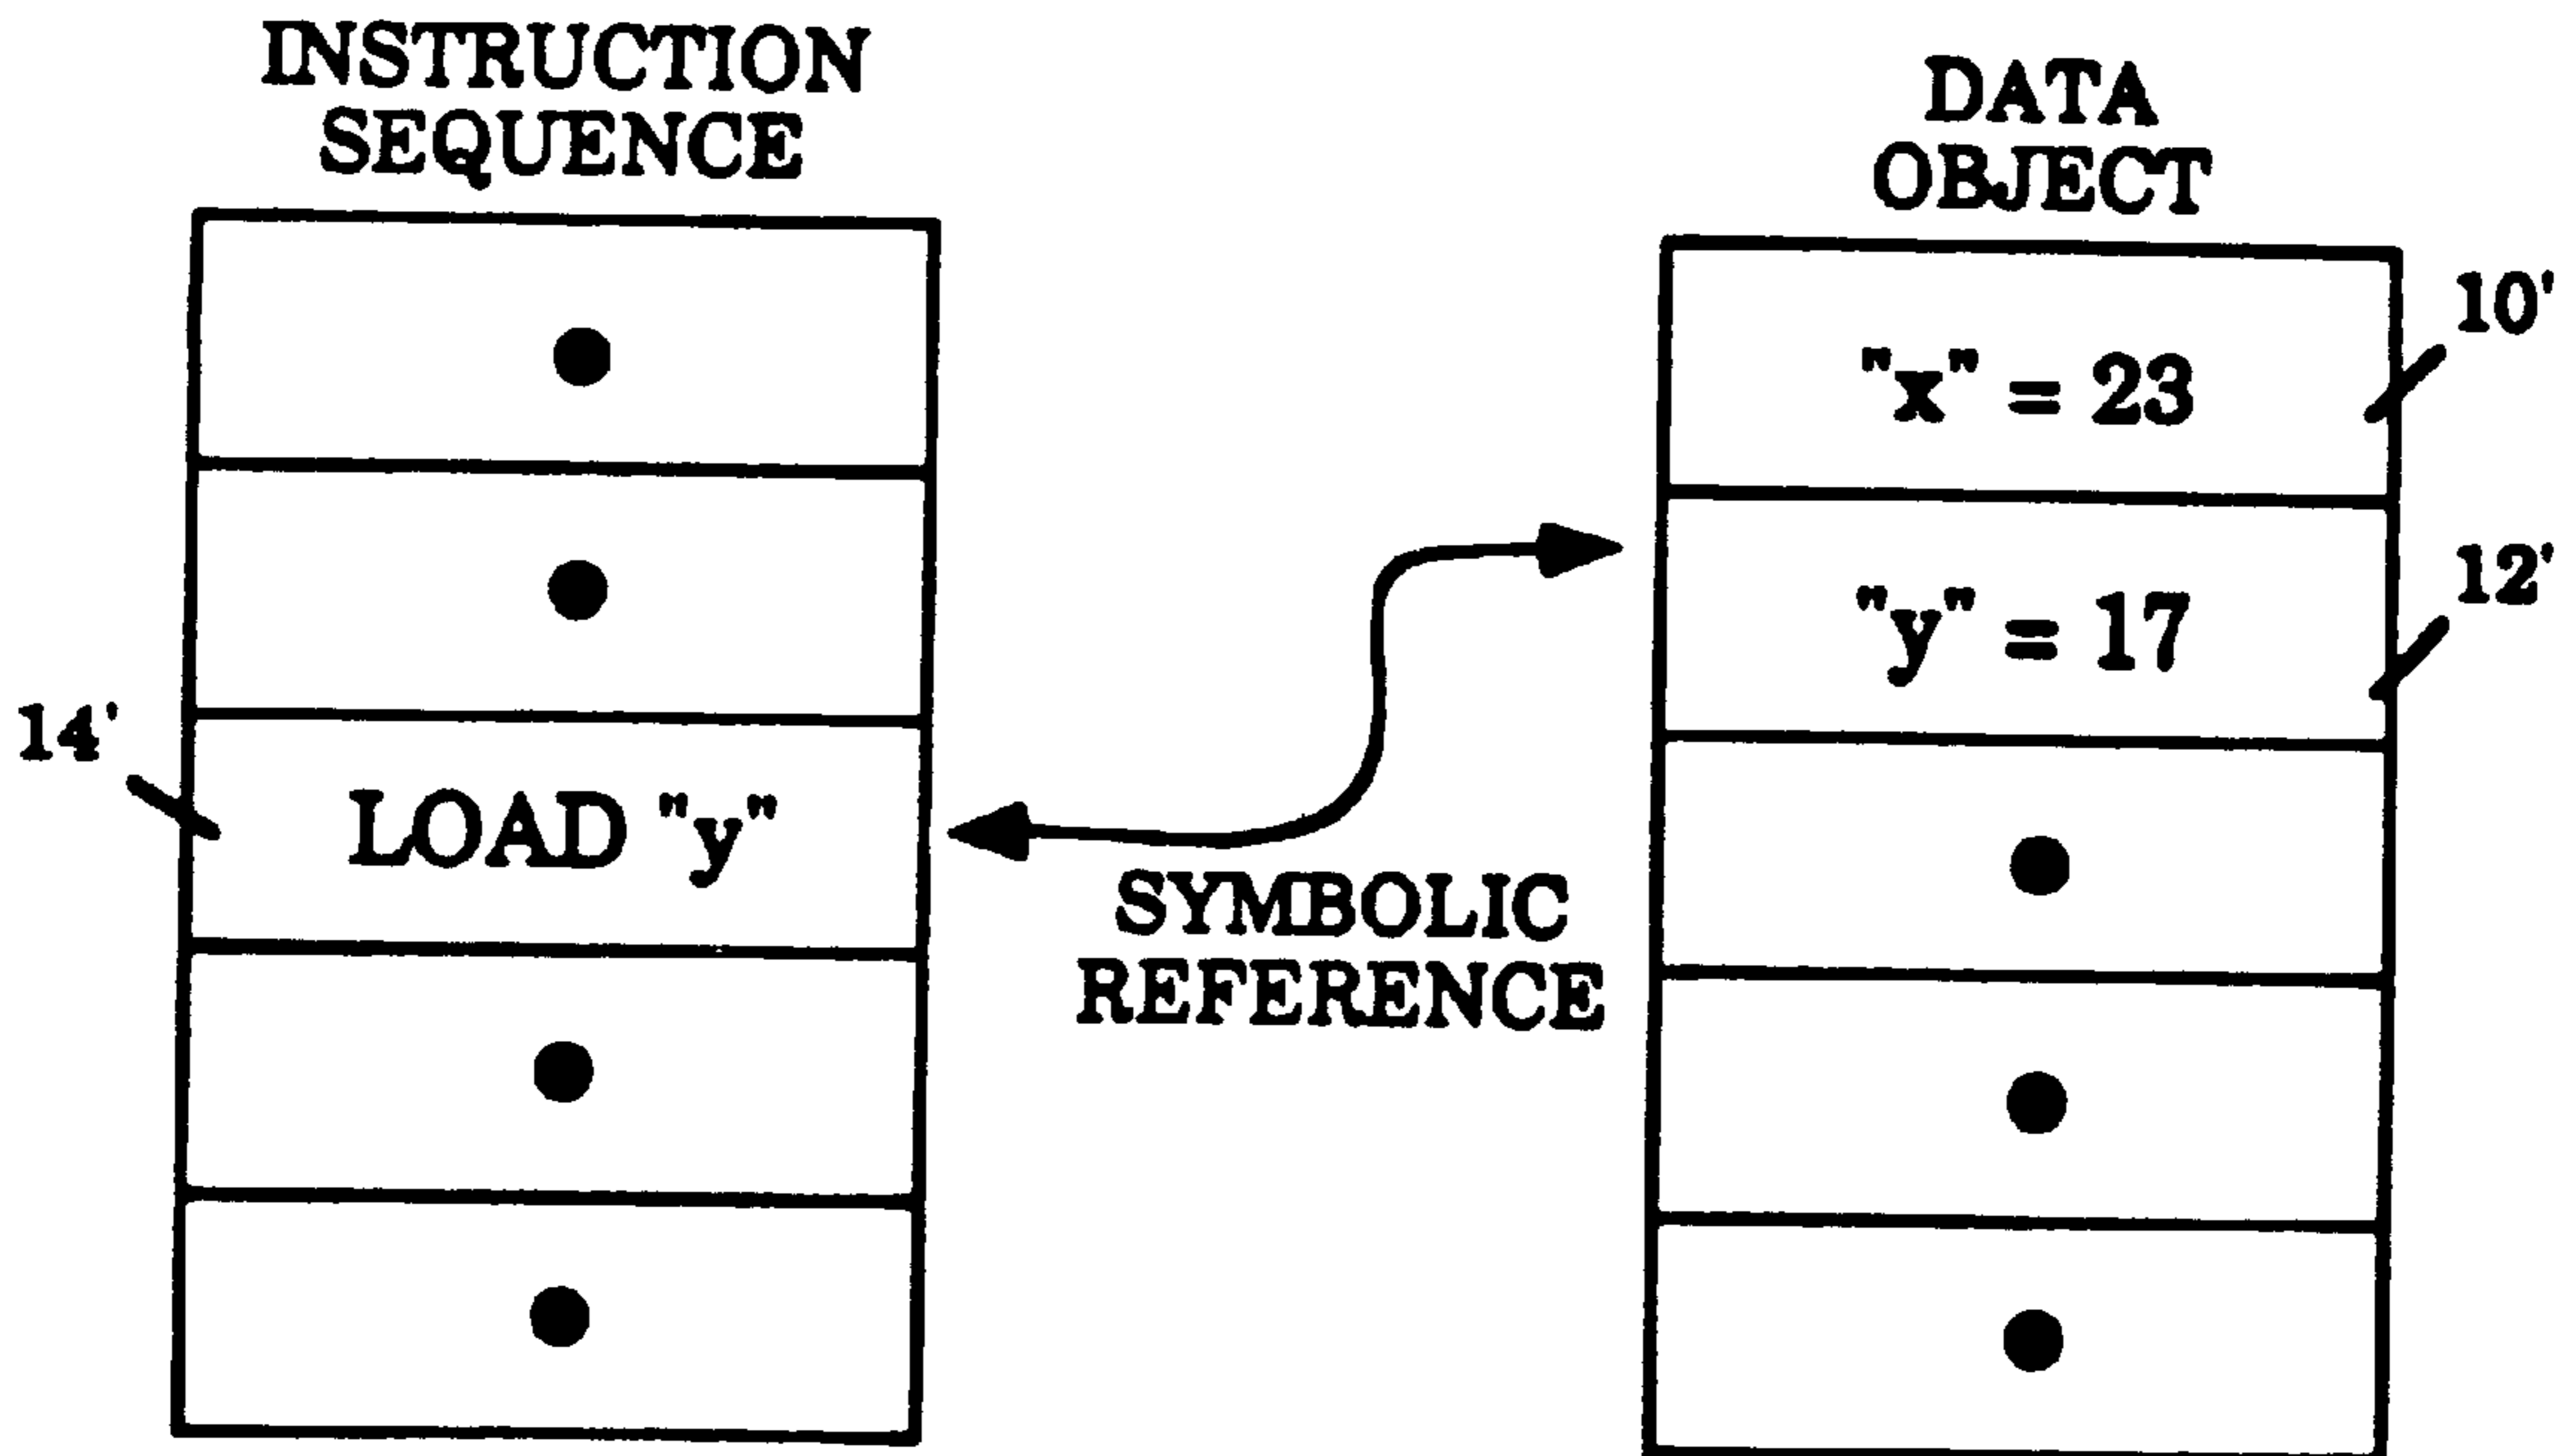 INSTRUCTION
SEQUENCE
DATA
OBJECT
10'
"x" = 23
12'
"y" = 17
14'
LOAD "y"
SYMBOLIC
REFERENCE